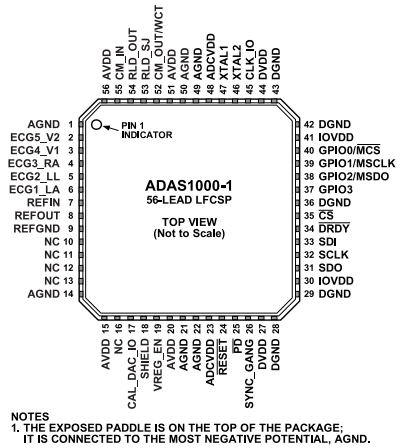 56 AVDD
55 CM_IN
54 RLD_OUT
53 RLD_SJ
52 CM_OUT/WCT
51 AVDD
50 AGND
49 AGND
48 ADCVDD
47 XTAL1
46 XTAL2
45 CLK_IO
44 DVDD
43 DGND
AGND 1
ECG5_V2 2
ECG4_V1 3
ECG3_RA 4
ECG2_LL 5
ECG1_LA 6
REFIN 7
REFOUT 8
REFGND 9
NC 10
NC 11
NC 12
NC 13
AGND 14
PIN 1
INDICATOR
ADAS1000-1
56-LEAD LFCSP
TOP VIEW
(Not to Scale)
42 DGND
41 IOVDD
40 GPIO0/MCS
39 GPIO1/MSCLK
38 GPIO2/MSDO
37 GPIO3
36 DGND
35 CS
34 DRDY
33 SDI
32 SCLK
31 SDO
30 IOVDD
29 DGND
AVDD 15
NC 16
CAL_DAC_IO 17
SHIELD 18
VREG_EN 19
AVDD 20
AGND 21
AGND 22
ADCVDD 23
RESET 24
PD 25
SYNC_GANG 26
DVDD 27
DGND 28
NOTES
1. THE EXPOSED PADDLE IS ON THE TOP OF THE PACKAGE;
IT IS CONNECTED TO THE MOST NEGATIVE POTENTIAL, AGND.